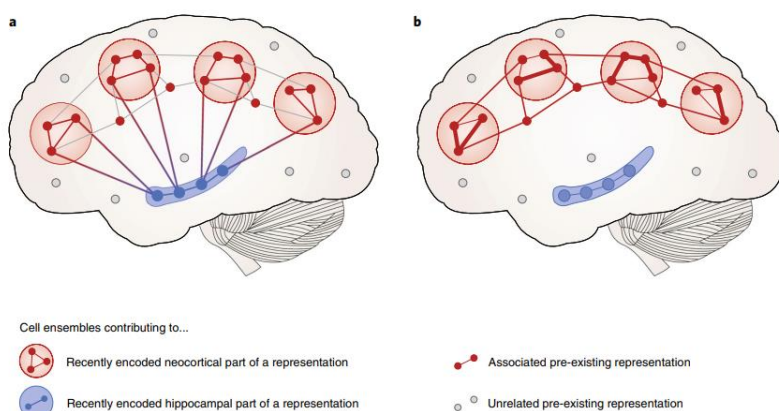 a
b
Cell ensembles contributing to...
Recently encoded neocortical part of a representation
Associated pre-existing representation
Recently encoded hippocampal part of a representation
Unrelated pre-existing representation